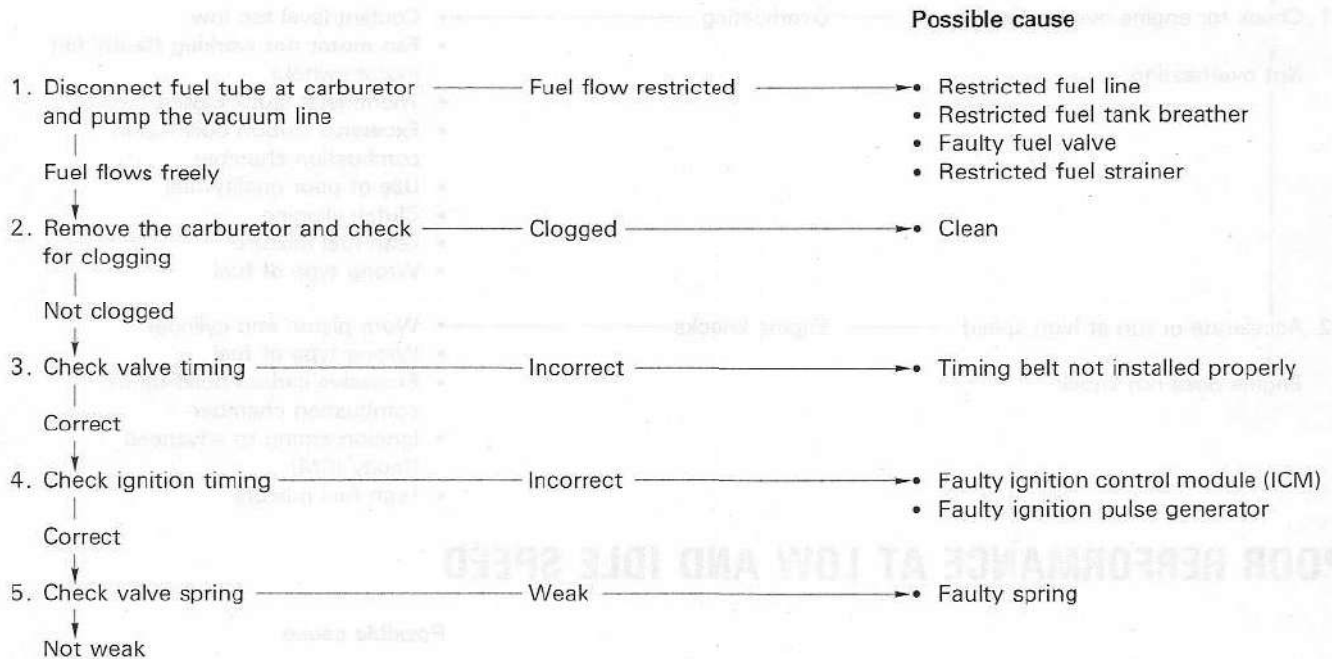 Possible cause
1. Disconnect fuel tube at carburetor Fuel flow restricted • Restricted fuel line
and pump the vacuum line • Restricted fuel tank breather
• Faulty fuel valve
Fuel flows freely • Restricted fuel strainer
2. Remove the carburetor and check Clogged • Clean
for clogging
Not clogged
3. Check valve timing Incorrect • Timing belt not installed properly
Correct
4. Check ignition timing Incorrect • Faulty ignition control module (ICM)
• Faulty ignition pulse generator
Correct
POOR PERFORMANCE AT LOW AND IDLE SPEED
5. Check valve spring Weak • Faulty spring
Possible cause
Not weak